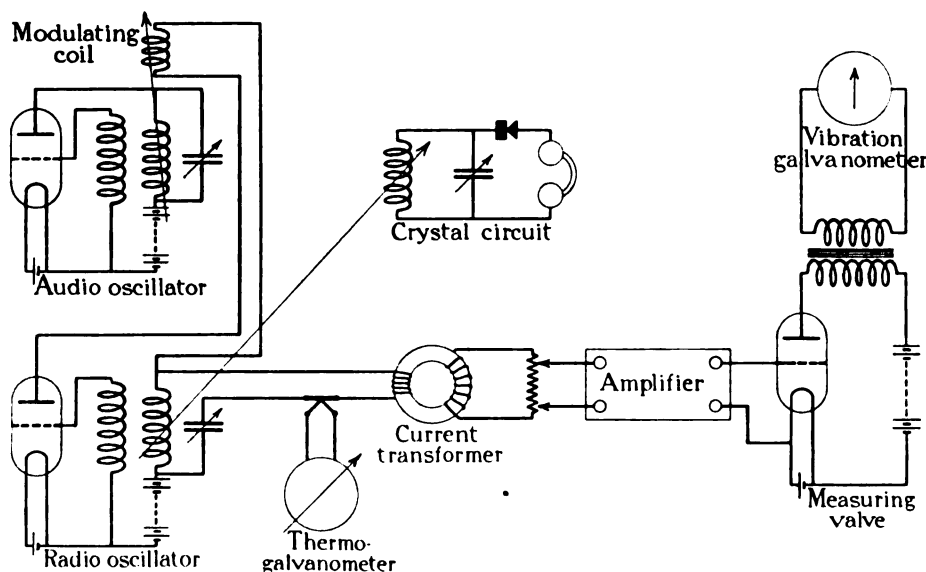 Modulating
coil
Audio oscillator
Crystal circuit
Vibration
galvanometer
Amplifier
Current
transformer
Measuring
valve
Radio oscillator
Thermo-
galvanometer